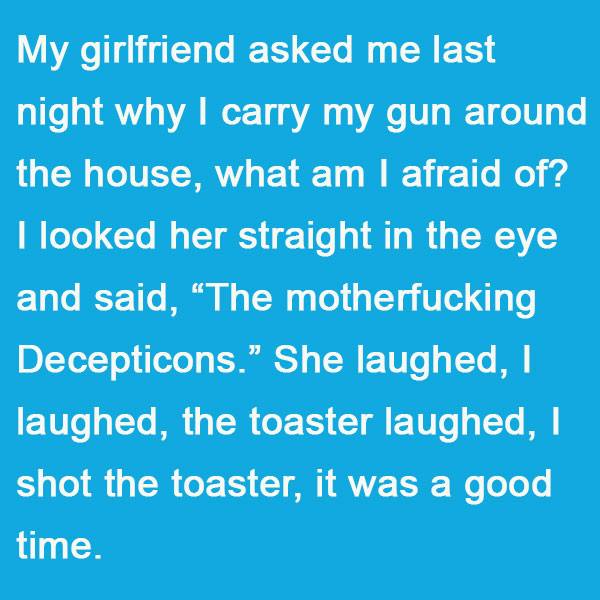 My girlfriend asked me last
night why I carry my gun around
the house, what am I afraid of?
I looked her straight in the eye
and said, “The motherfucking
Decepticons.” She laughed, I
laughed, the toaster laughed, I
shot the toaster, it was a good
time.